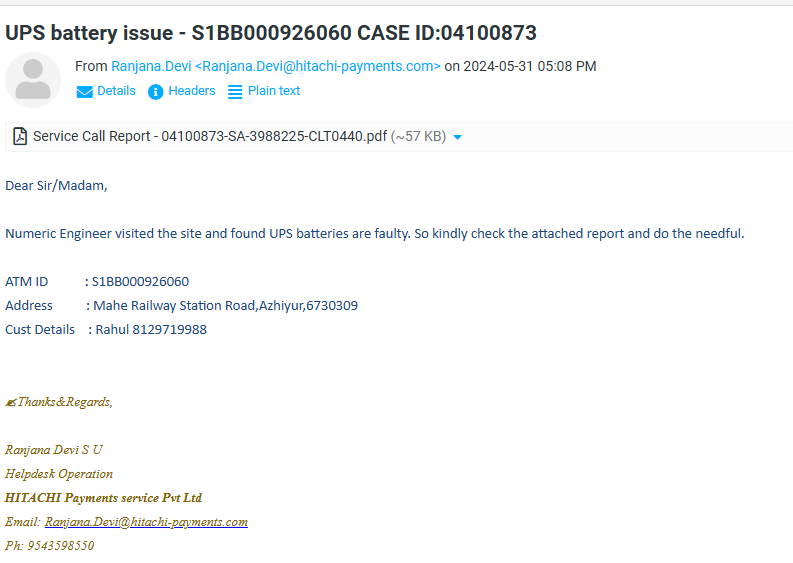 UPS battery issue - S1BB000926060 CASE ID:04100873
From Ranjana.Devi <Ranjana.Devi@hitachi-payments.com> on 2024-05-31 05:08 PM
Details Headers Plain text
Service Call Report - 04100873-SA-3988225-CLT0440.pdf (~57 KB)
Dear Sir/Madam,
Numeric Engineer visited the site and found UPS batteries are faulty. So kindly check the attached report and do the needful.
ATM ID : S1BB000926060
Address : Mahe Railway Station Road,Azhiyur,6730309
Cust Details : Rahul 8129719988
✍Thanks&Regards,
Ranjana Devi S U
Helpdesk Operation
HITACHI Payments service Pvt Ltd
Email: Ranjana.Devi@hitachi-payments.com
Ph: 9543598550